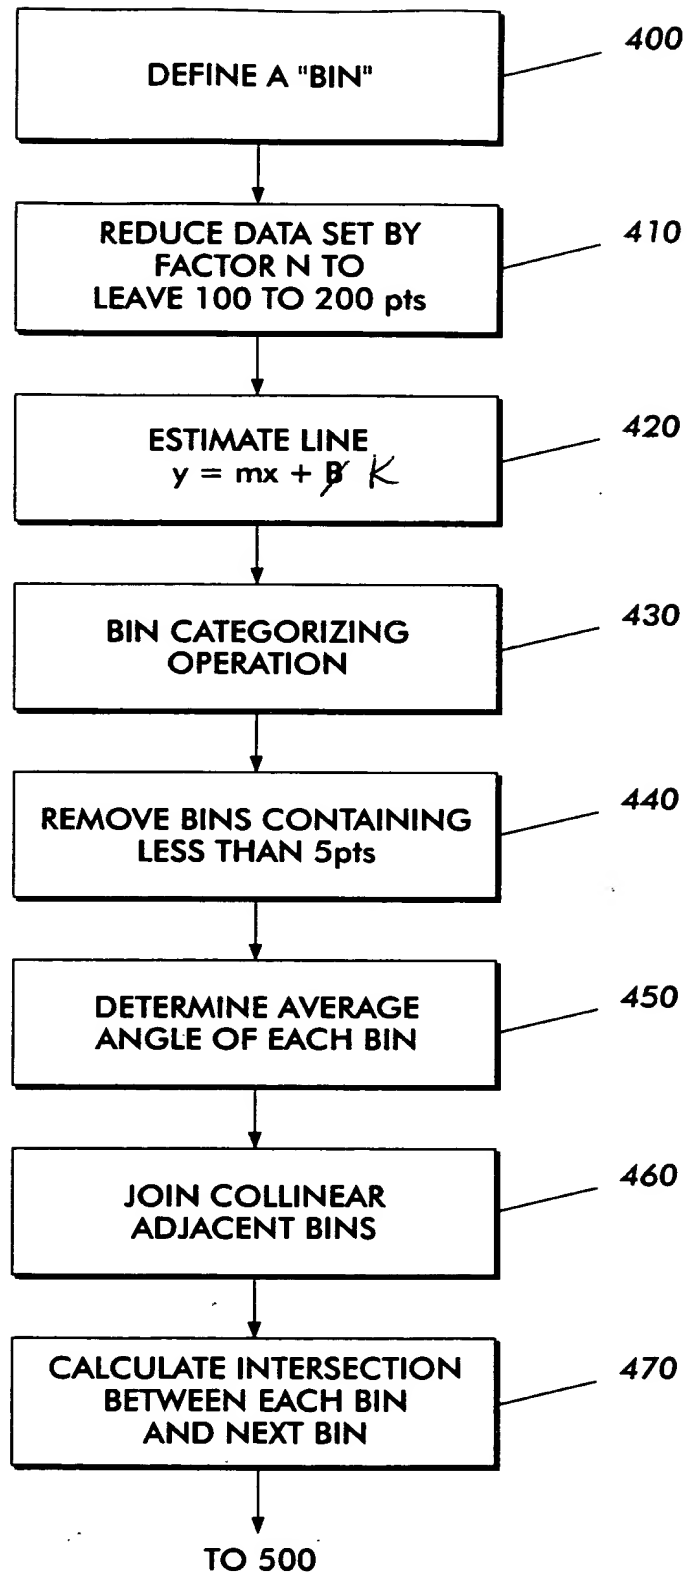 DEFINE A "BIN"
400
REDUCE DATA SET BY
FACTOR N TO
LEAVE 100 TO 200 pts
410
ESTIMATE LINE
y = mx + B K
420
BIN CATEGORIZING
OPERATION
430
REMOVE BINS CONTAINING
LESS THAN 5pts
440
DETERMINE AVERAGE
ANGLE OF EACH BIN
450
JOIN COLLINEAR
ADJACENT BINS
460
CALCULATE INTERSECTION
BETWEEN EACH BIN
AND NEXT BIN
470
TO 500